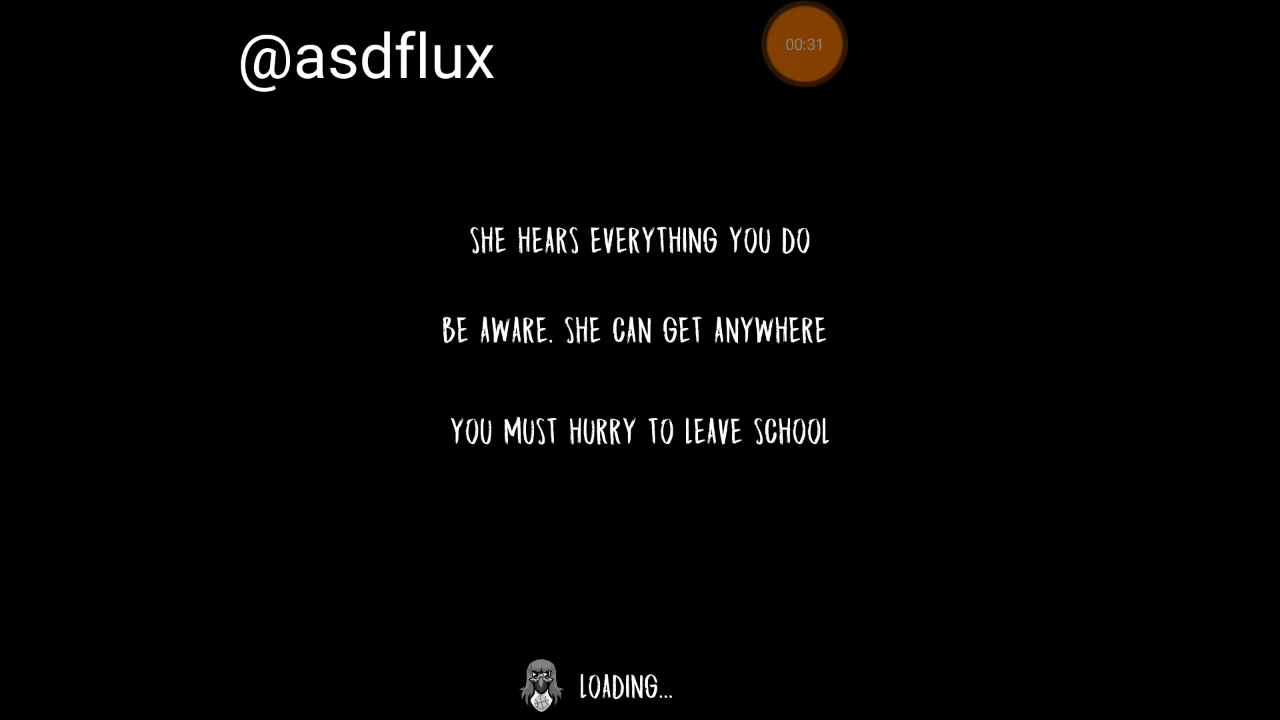 @asdflux
00:31
SHE HEARS EVERYTHING YOU DO
BE AWARE. SHE CAN GET ANYWHERE
YOU MUST HURRY TO LEAVE SCHOOL
LOADING...